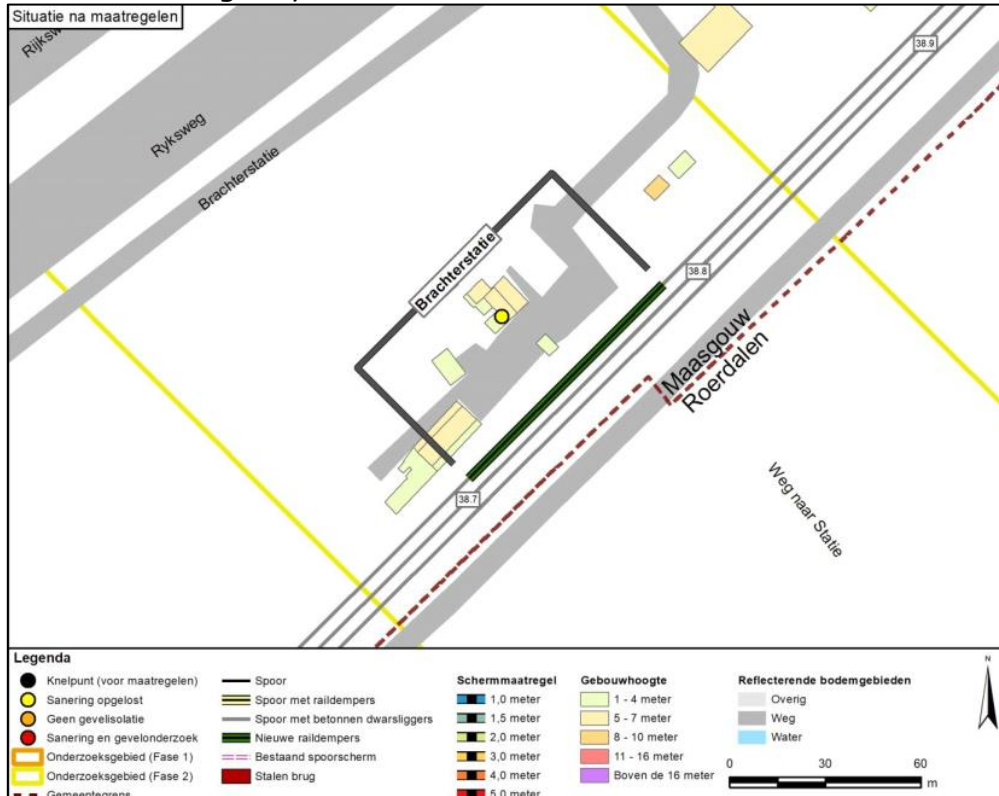 Situatie na maatregelen
Ryksweg
Brachterstatie
Brachterstatie
38.9
38.8
38.7
Maasgouw
Roerdalen
Weg naar Statie
Legenda
Knelpunt (voor maatregelen)
Sanering opgelost
Geen gevelisolatie
Sanering en gevelonderzoek
Onderzoeksgebied (Fase 1)
Onderzoeksgebied (Fase 2)
Gemeentegrens
Spoor
Spoor met raildempers
Spoor met betonnen dwarsliggers
Nieuwe raildempers
Bestaand spoorscherm
Stalen brug
Schermmaatregel
1,0 meter
1,5 meter
2,0 meter
3,0 meter
4,0 meter
5,0 meter
Gebouwhoogte
1 - 4 meter
5 - 7 meter
8 - 10 meter
11 - 16 meter
Boven de 16 meter
Reflecterende bodemgebieden
Overig
Weg
Water
N
0 30 60
m